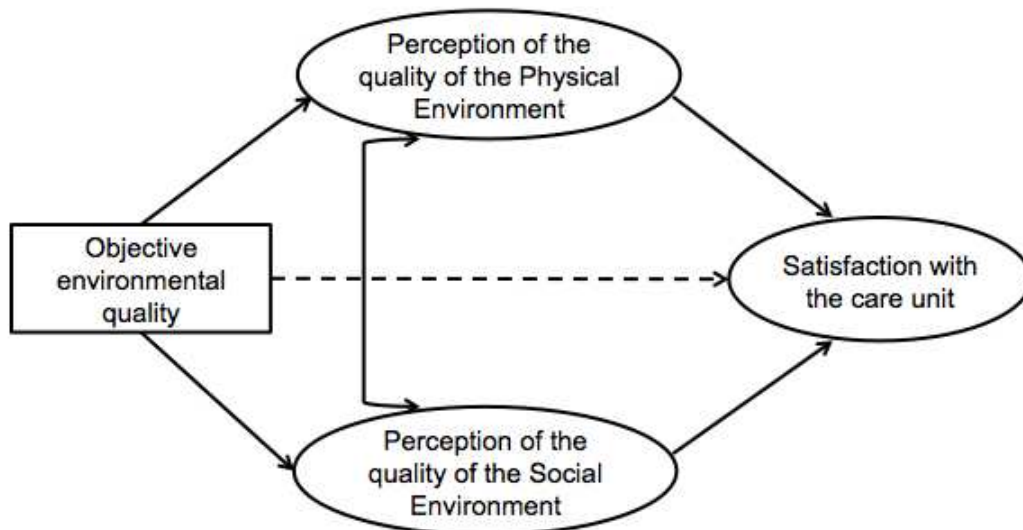 Perception of the
quality of the Physical
Environment
Objective
environmental
quality
Satisfaction with
the care unit
Perception of the
quality of the Social
Environment